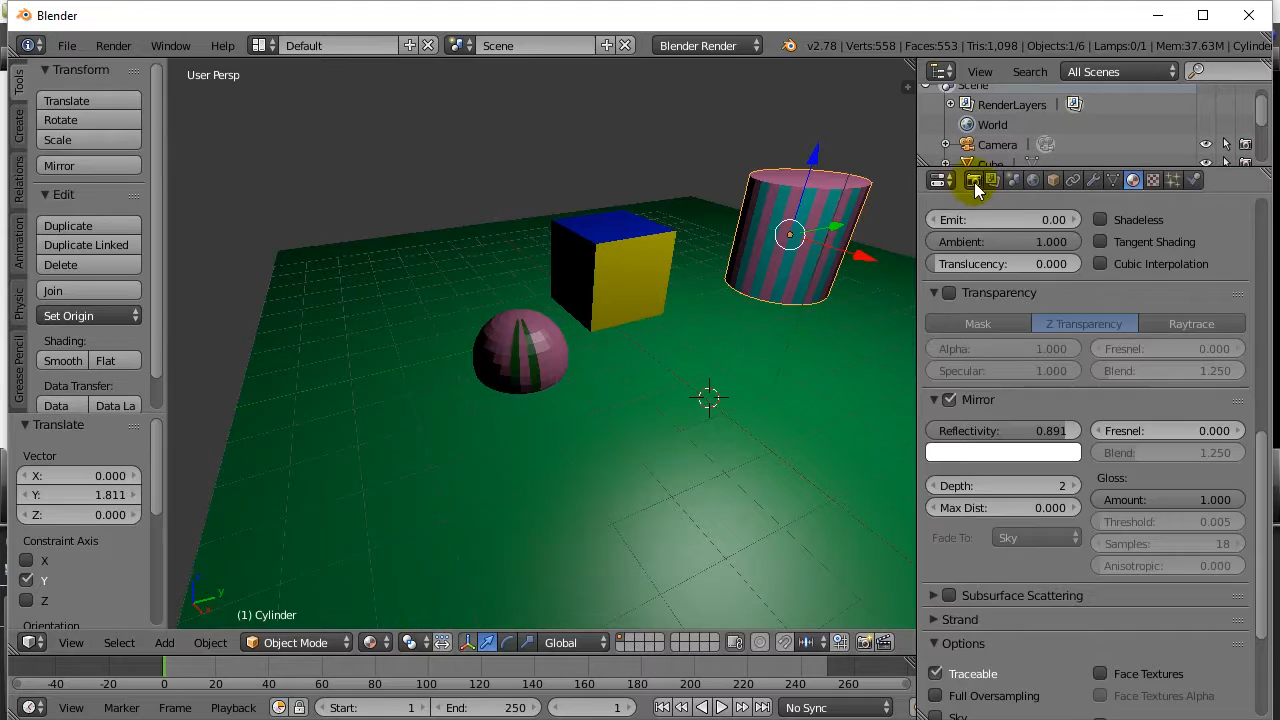 Blender
File Render Window Help Default Scene Blender Render v2.78 | Verts:558 | Faces:553 | Tris:1,098 | Objects:1/6 | Lamps:0/1 | Mem:37.63M | Cylinder
Tools
Create
Relations
Animation
Physic
Grease Pencil
Transform
Translate
Rotate
Scale
Mirror
Edit
Duplicate
Duplicate Linked
Delete
Join
Set Origin
Shading:
Smooth Flat
Data Transfer:
Data Data La
Translate
Vector
X: 0.000
Y: 1.811
Z: 0.000
Constraint Axis
X
Y
Z
Orientation
User Persp
(1) Cylinder
View Select Add Object Object Mode Global
-40 -20 0 20 40 60 80 100 120 140 160 180 200 220 240 260
View Marker Frame Playback Start: 1 End: 250 1 No Sync
View Search All Scenes
Scene
RenderLayers |
World
Camera |
Cube |
Emit: 0.00 Shadeless
Ambient: 1.000 Tangent Shading
Translucency: 0.000 Cubic Interpolation
Transparency
Mask Z Transparency Raytrace
Alpha: 1.000 Fresnel: 0.000
Specular: 1.000 Blend: 1.250
Mirror
Reflectivity: 0.891 Fresnel: 0.000
Blend: 1.250
Depth: 2 Gloss:
Max Dist: 0.000 Amount: 1.000
Threshold: 0.005
Fade To: Sky Samples: 18
Anisotropic: 0.000
Subsurface Scattering
Strand
Options
Traceable Face Textures
Full Oversampling Face Textures Alpha
Sky